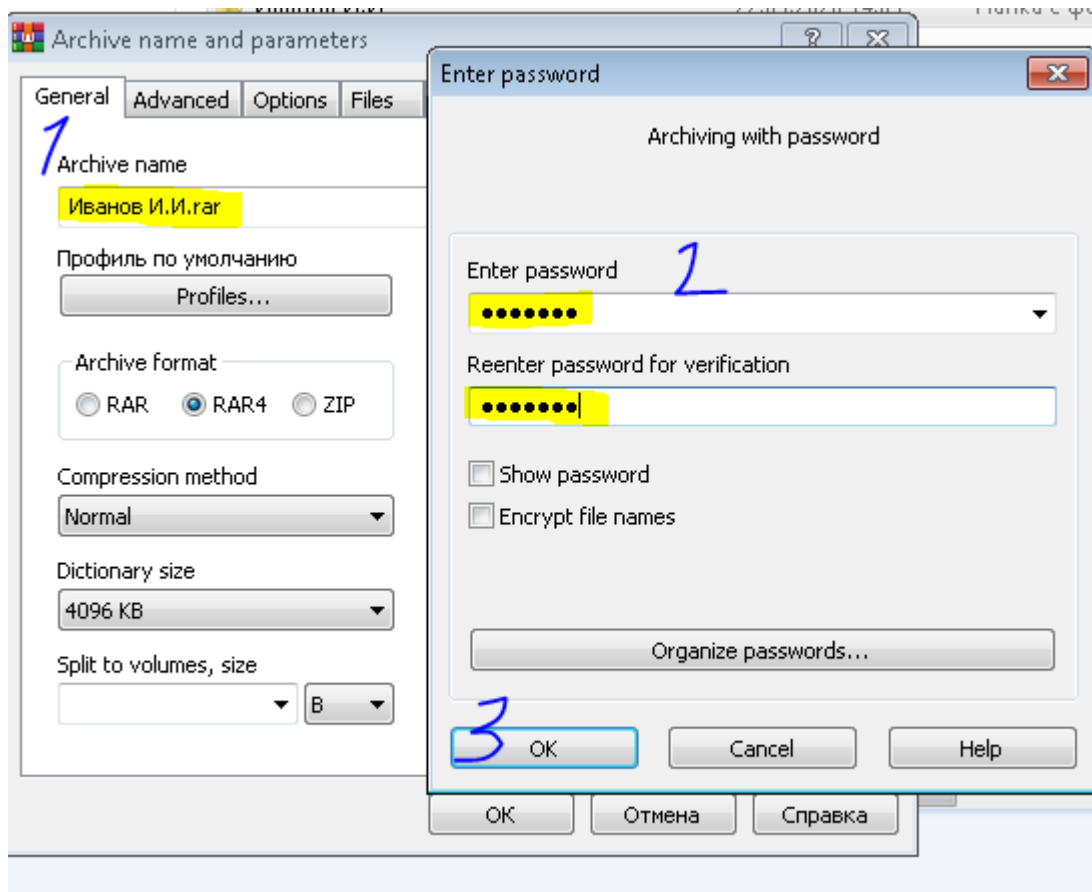 Archive name and parameters
General Advanced Options Files
1
Archive name
Иванов И.И.rar
Профиль по умолчанию
Profiles...
Archive format
RAR RAR4 ZIP
Compression method
Normal
Dictionary size
4096 KB
Split to volumes, size
B
Enter password
Archiving with password
Enter password
2
•••••••
Reenter password for verification
•••••••
Show password
Encrypt file names
Organize passwords...
3
OK Cancel Help
OK Отмена Справка